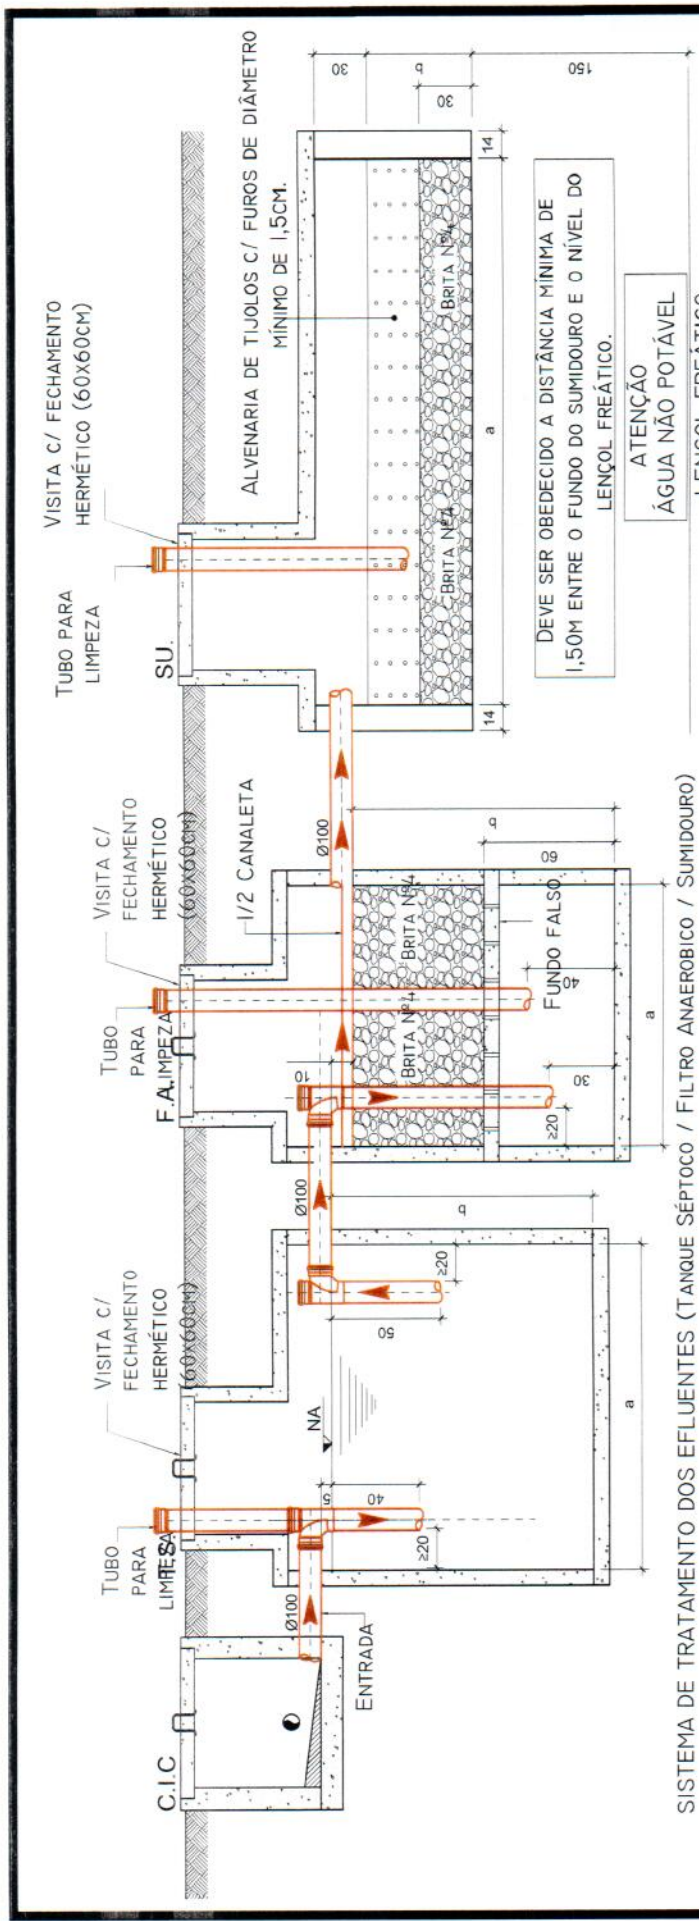 C.I.C
ENTRADA
Ø100
TUBO
PARA
LIMPEZA
T.S.
VISITA C/
FECHAMENTO
HERMÉTICO
(60X60CM)
NA
5
40
≥20
50
≥20
a
b
Ø100
TUBO
PARA
LIMPEZA
F.A.
VISITA C/
FECHAMENTO
HERMÉTICO
(60X60CM)
10
1/2 CANALETA
Ø100
BRITA Nº4
BRITA Nº4
FUNDO FALSO
≥20
30
40
60
b
a
TUBO PARA
LIMPEZA
SU.
VISITA C/ FECHAMENTO
HERMÉTICO (60X60CM)
ALVENARIA DE TIJOLOS C/ FUROS DE DIÂMETRO
MÍNIMO DE 1,5CM.
BRITA Nº4
BRITA Nº4
14
a
14
30
b
30
150
DEVE SER OBEDECIDO A DISTÂNCIA MÍNIMA DE
1,50M ENTRE O FUNDO DO SUMIDOURO E O NÍVEL DO
LENÇOL FREÁTICO.
ATENÇÃO
ÁGUA NÃO POTÁVEL
LENÇOL FREÁTICO
SISTEMA DE TRATAMENTO DOS EFLUENTES (TANQUE SÉPTOCO / FILTRO ANAEROBICO / SUMIDOURO)